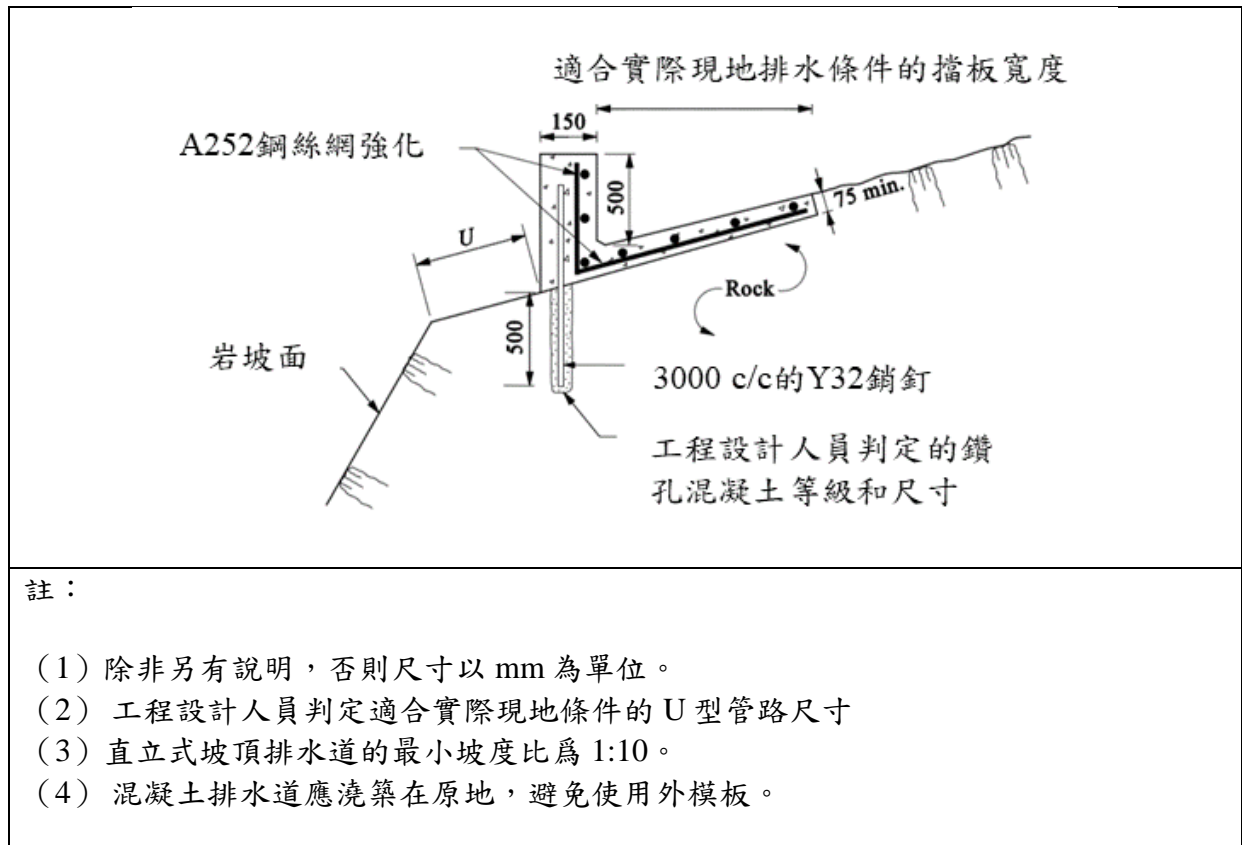 適合實際現地排水條件的擋板寬度
150
A252鋼絲網強化
500
75 min.
U
Rock
500
岩坡面
3000 c/c的Y32銷釘
工程設計人員判定的鑽
孔混凝土等級和尺寸
註：
（1）除非另有說明，否則尺寸以 mm 為單位。
（2） 工程設計人員判定適合實際現地條件的 U 型管路尺寸
（3）直立式坡頂排水道的最小坡度比爲 1:10。
（4） 混凝土排水道應澆築在原地，避免使用外模板。